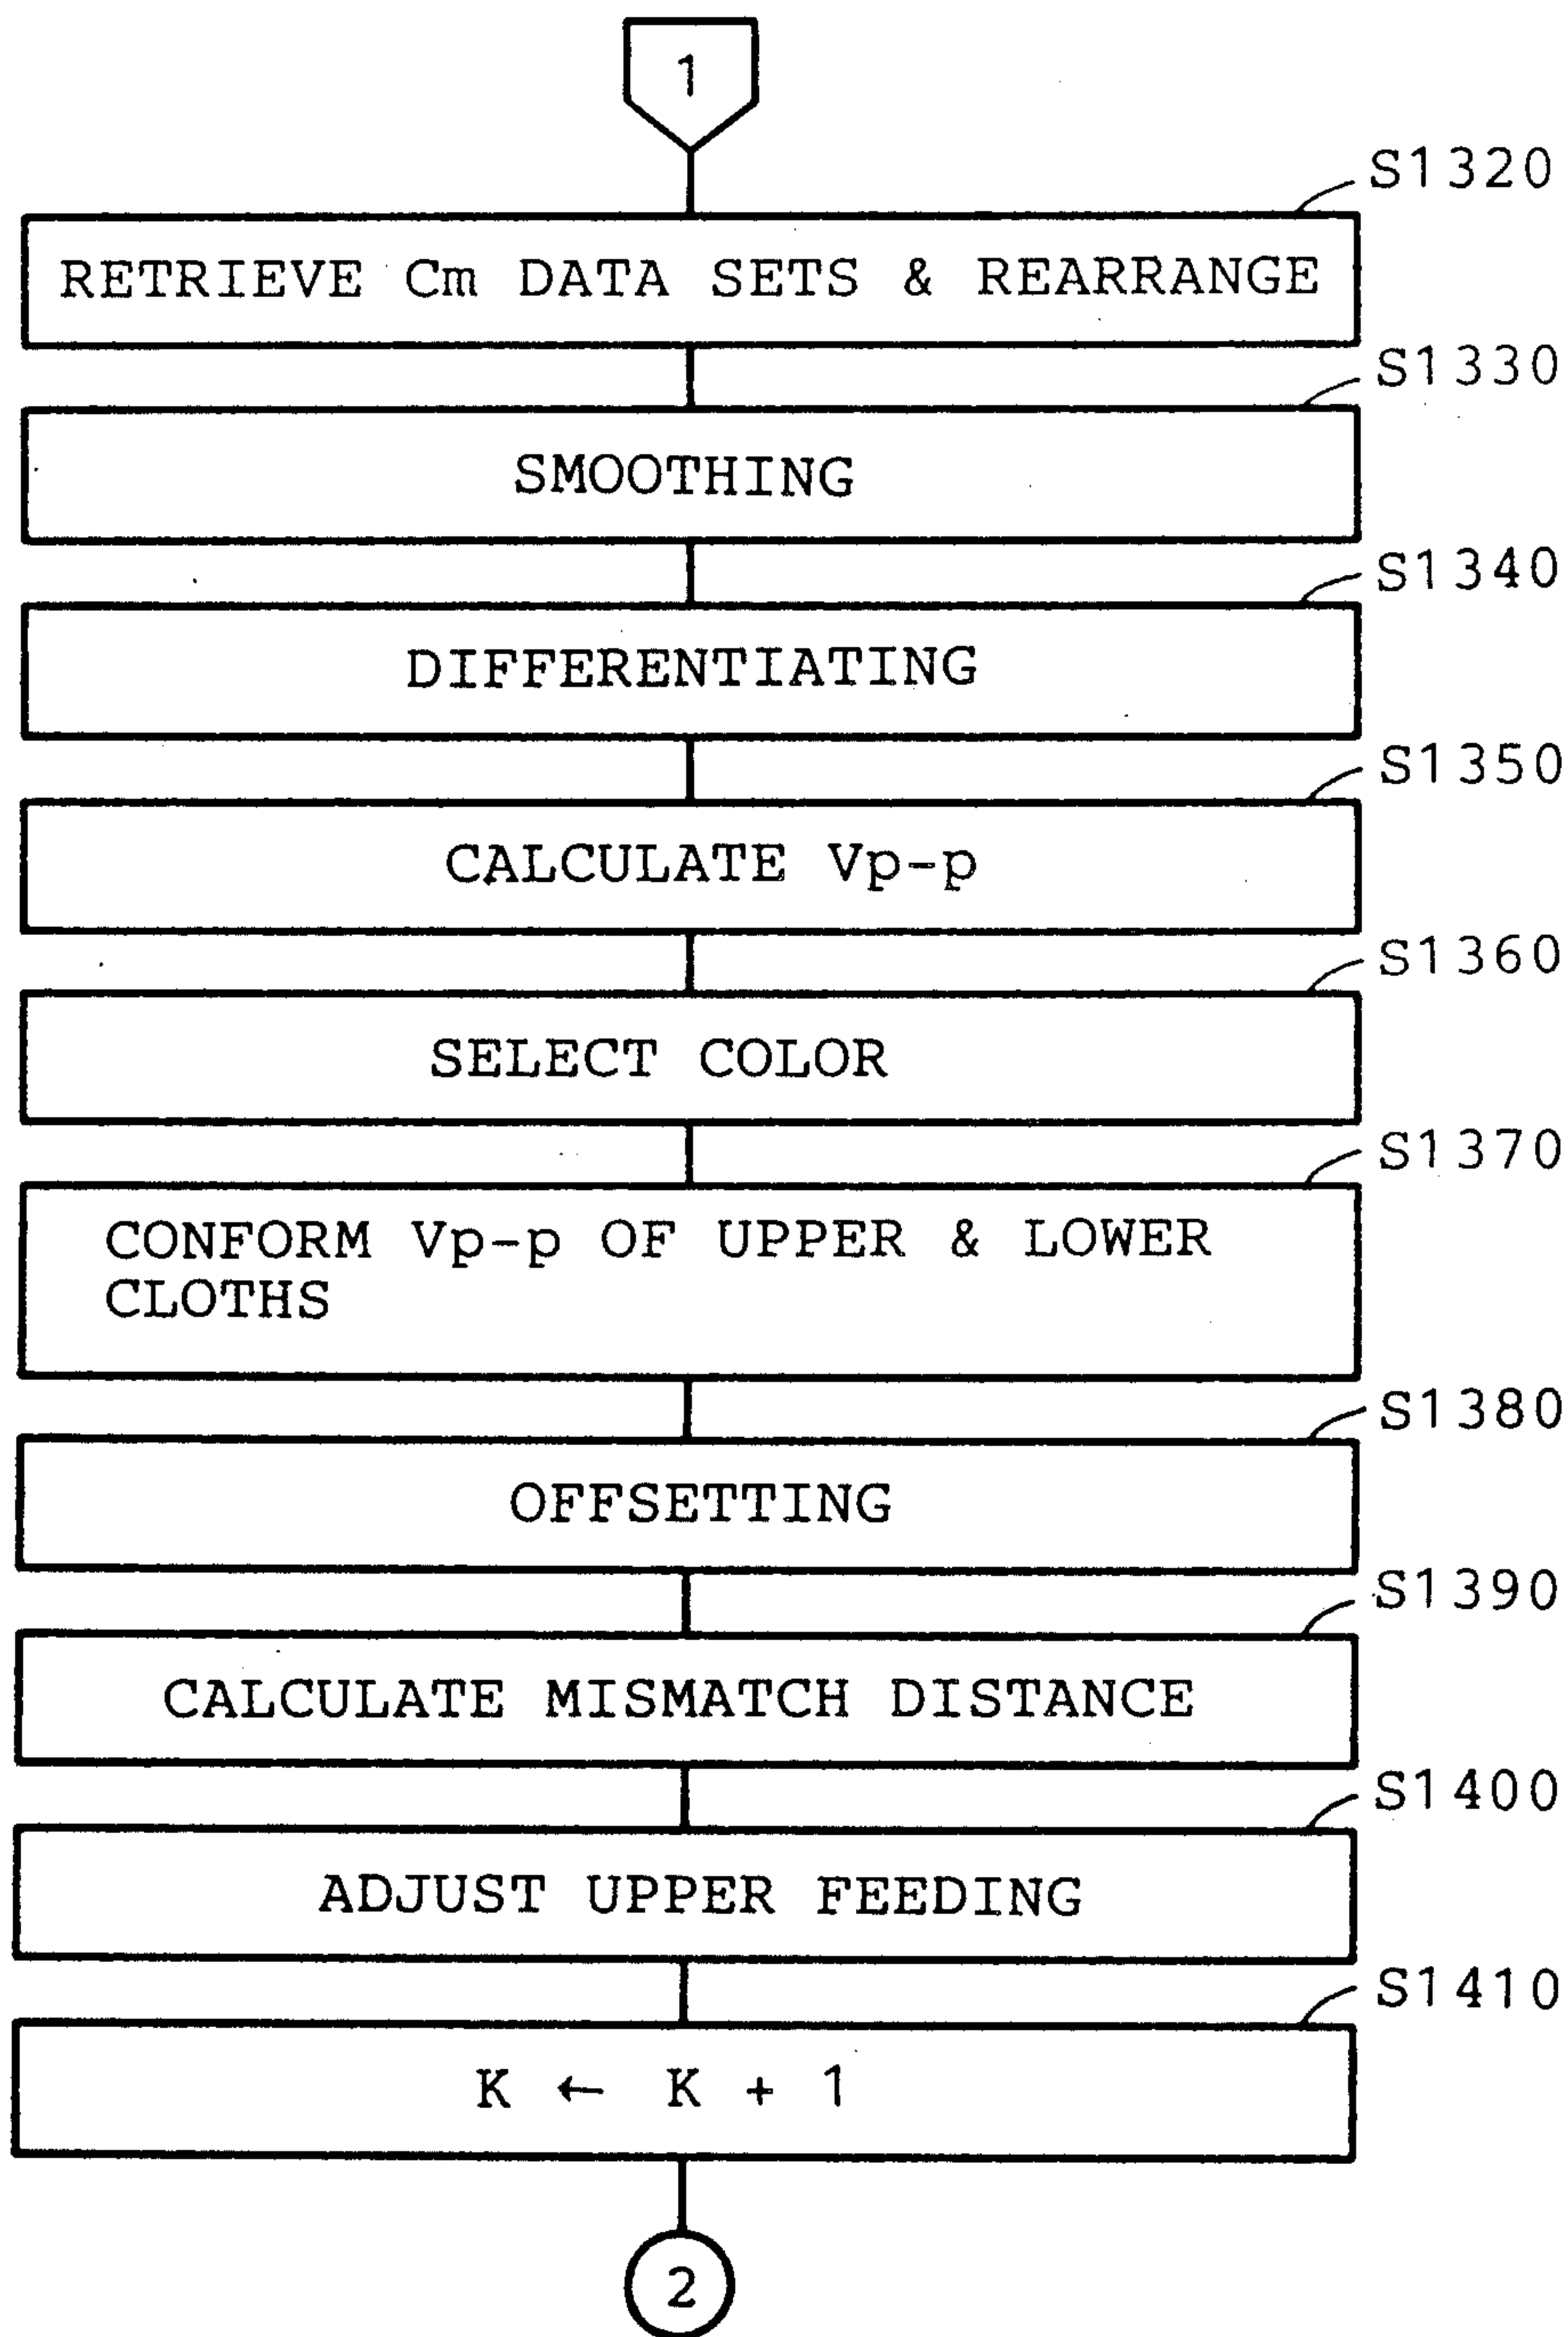 1
S1320
RETRIEVE Cm DATA SETS & REARRANGE
S1330
SMOOTHING
S1340
DIFFERENTIATING
S1350
CALCULATE Vp-p
S1360
SELECT COLOR
S1370
CONFORM Vp-p OF UPPER & LOWER
CLOTHS
S1380
OFFSETTING
S1390
CALCULATE MISMATCH DISTANCE
S1400
ADJUST UPPER FEEDING
S1410
K ← K + 1
2